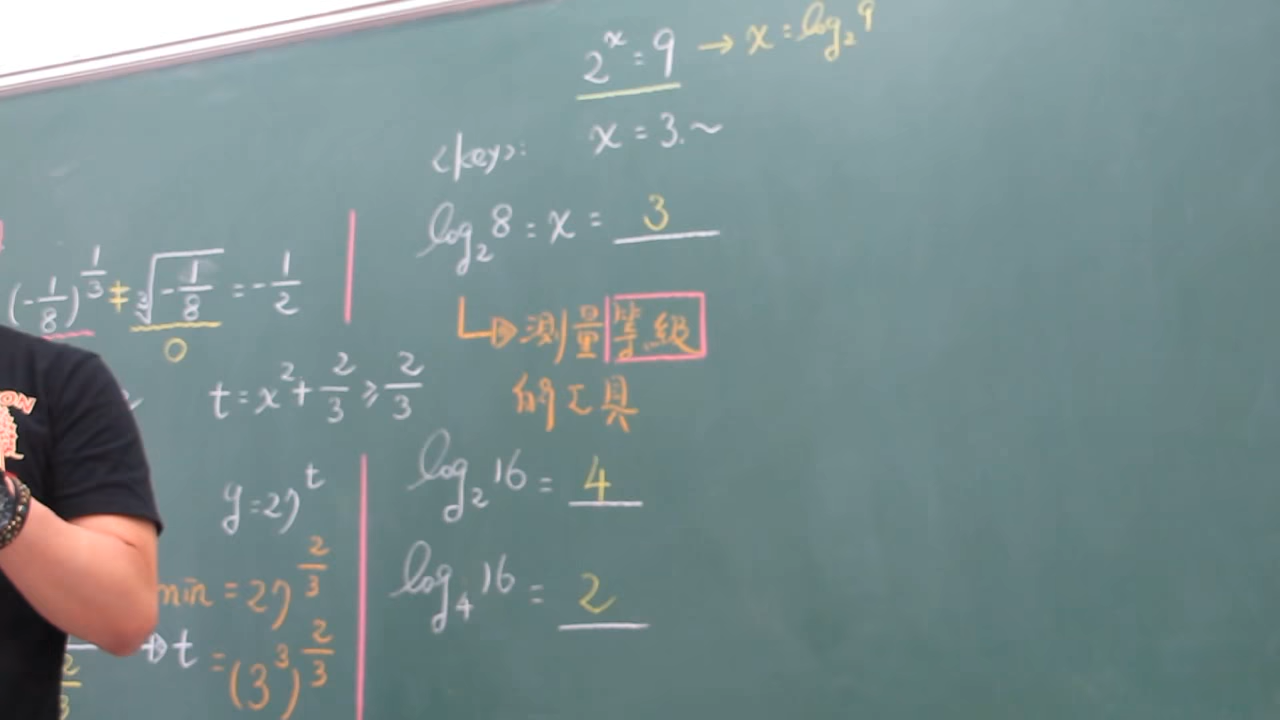 2ˣ = 9 → x = log₂9
x = 3.~
<key>:
log₂8 = x = 3
測量等級
的工具
log₂16 = 4
log₄16 = 2
(-1/8)^(1/3) ≠ ∛(-1/8) = -1/2
0
t = x² + 2/3 ≥ 2/3
y = 27^t
min = 27^(2/3)
t = (3³)^(2/3)
ON